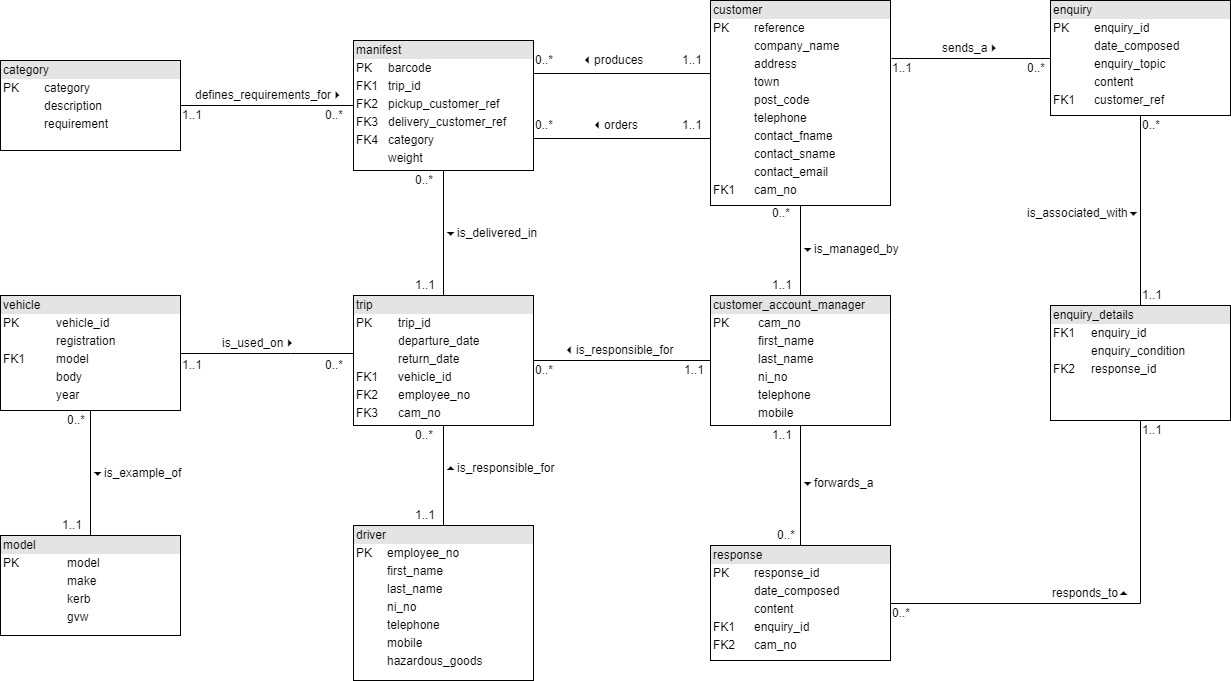 category
PK category
description
requirement
defines_requirements_for
1..1
0..*
manifest
PK barcode
FK1 trip_id
FK2 pickup_customer_ref
FK3 delivery_customer_ref
FK4 category
weight
0..*
produces
1..1
0..*
orders
1..1
customer
PK reference
company_name
address
town
post_code
telephone
contact_fname
contact_sname
contact_email
FK1 cam_no
sends_a
1..1
0..*
enquiry
PK enquiry_id
date_composed
enquiry_topic
content
FK1 customer_ref
0..*
is_delivered_in
1..1
0..*
is_managed_by
1..1
0..*
is_associated_with
1..1
vehicle
PK vehicle_id
registration
FK1 model
body
year
is_used_on
1..1
0..*
trip
PK trip_id
departure_date
return_date
FK1 vehicle_id
FK2 employee_no
FK3 cam_no
is_responsible_for
0..*
1..1
customer_account_manager
PK cam_no
first_name
last_name
ni_no
telephone
mobile
enquiry_details
FK1 enquiry_id
enquiry_condition
FK2 response_id
0..*
is_example_of
1..1
0..*
is_responsible_for
1..1
1..1
forwards_a
0..*
1..1
responds_to
0..*
model
PK model
make
kerb
gvw
driver
PK employee_no
first_name
last_name
ni_no
telephone
mobile
hazardous_goods
response
PK response_id
date_composed
content
FK1 enquiry_id
FK2 cam_no